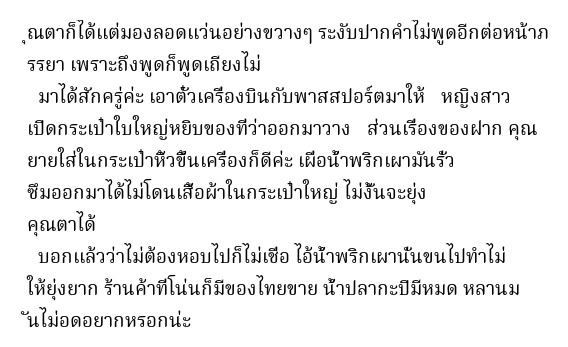 ุณตาก็ได้แต่มองลอดแว่นอย่างขวางๆ ระงับปากคำไม่พูดอีกต่อหน้าภ
รรยา เพราะถึงพูดก็พูดเถียงไม่
มาได้สักครู่ค่ะ เอาตั๋วเครื่องบินกับพาสสปอร์ตมาให้ หญิงสาว
เปิดกระเป๋าใบใหญ่หยิบของที่ว่าออกมาวาง ส่วนเรื่องของฝาก คุณ
ยายใส่ในกระเป๋าหิ้วขึ้นเครื่องก็ดีค่ะ เผื่อน้ำพริกเผามันรั่ว
ซึมออกมาได้ไม่โดนเสื้อผ้าในกระเป๋าใหญ่ ไม่งั้นจะยุ่ง
คุณตาได้
บอกแล้วว่าไม่ต้องหอบไปก็ไม่เชื่อ ไอ้น้ำพริกเผานั่นขนไปทำไม่
ให้ยุ่งยาก ร้านค้าที่โน่นก็มีของไทยขาย น้ำปลากะปิมีหมด หลานม
ันไม่อดอยากหรอกน่ะ